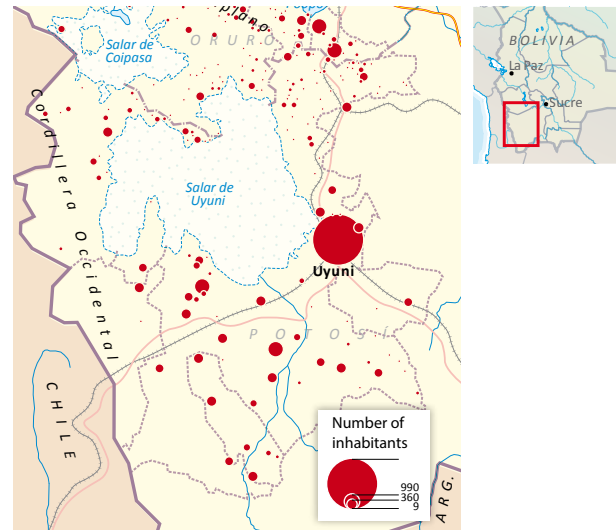 plano
ORURO
Salar de
Coipasa
Cordillera Occidental
Salar de
Uyuni
Uyuni
POTOSÍ
CHILE
ARG.
Number of
inhabitants
990
360
9
BOLIVIA
La Paz
Sucre